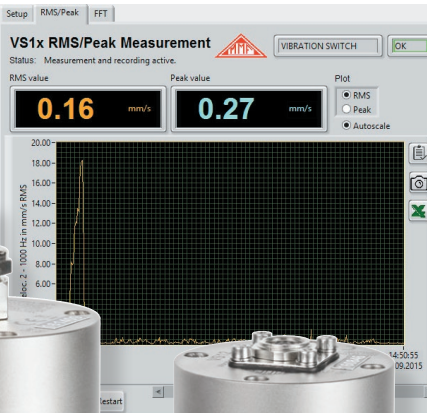 Setup RMS/Peak FFT
VS1x RMS/Peak Measurement
MMF
VIBRATION SWITCH OK
Status: Measurement and recording active.
RMS value Peak value Plot
0.16 mm/s 0.27 mm/s
RMS
Peak
Autoscale
20.00
18.00
16.00
14.00
12.00
10.00
8.00
6.00
eloc. 2 - 1000 Hz in mm/s RMS
14:50:55
.09.2015
Restart